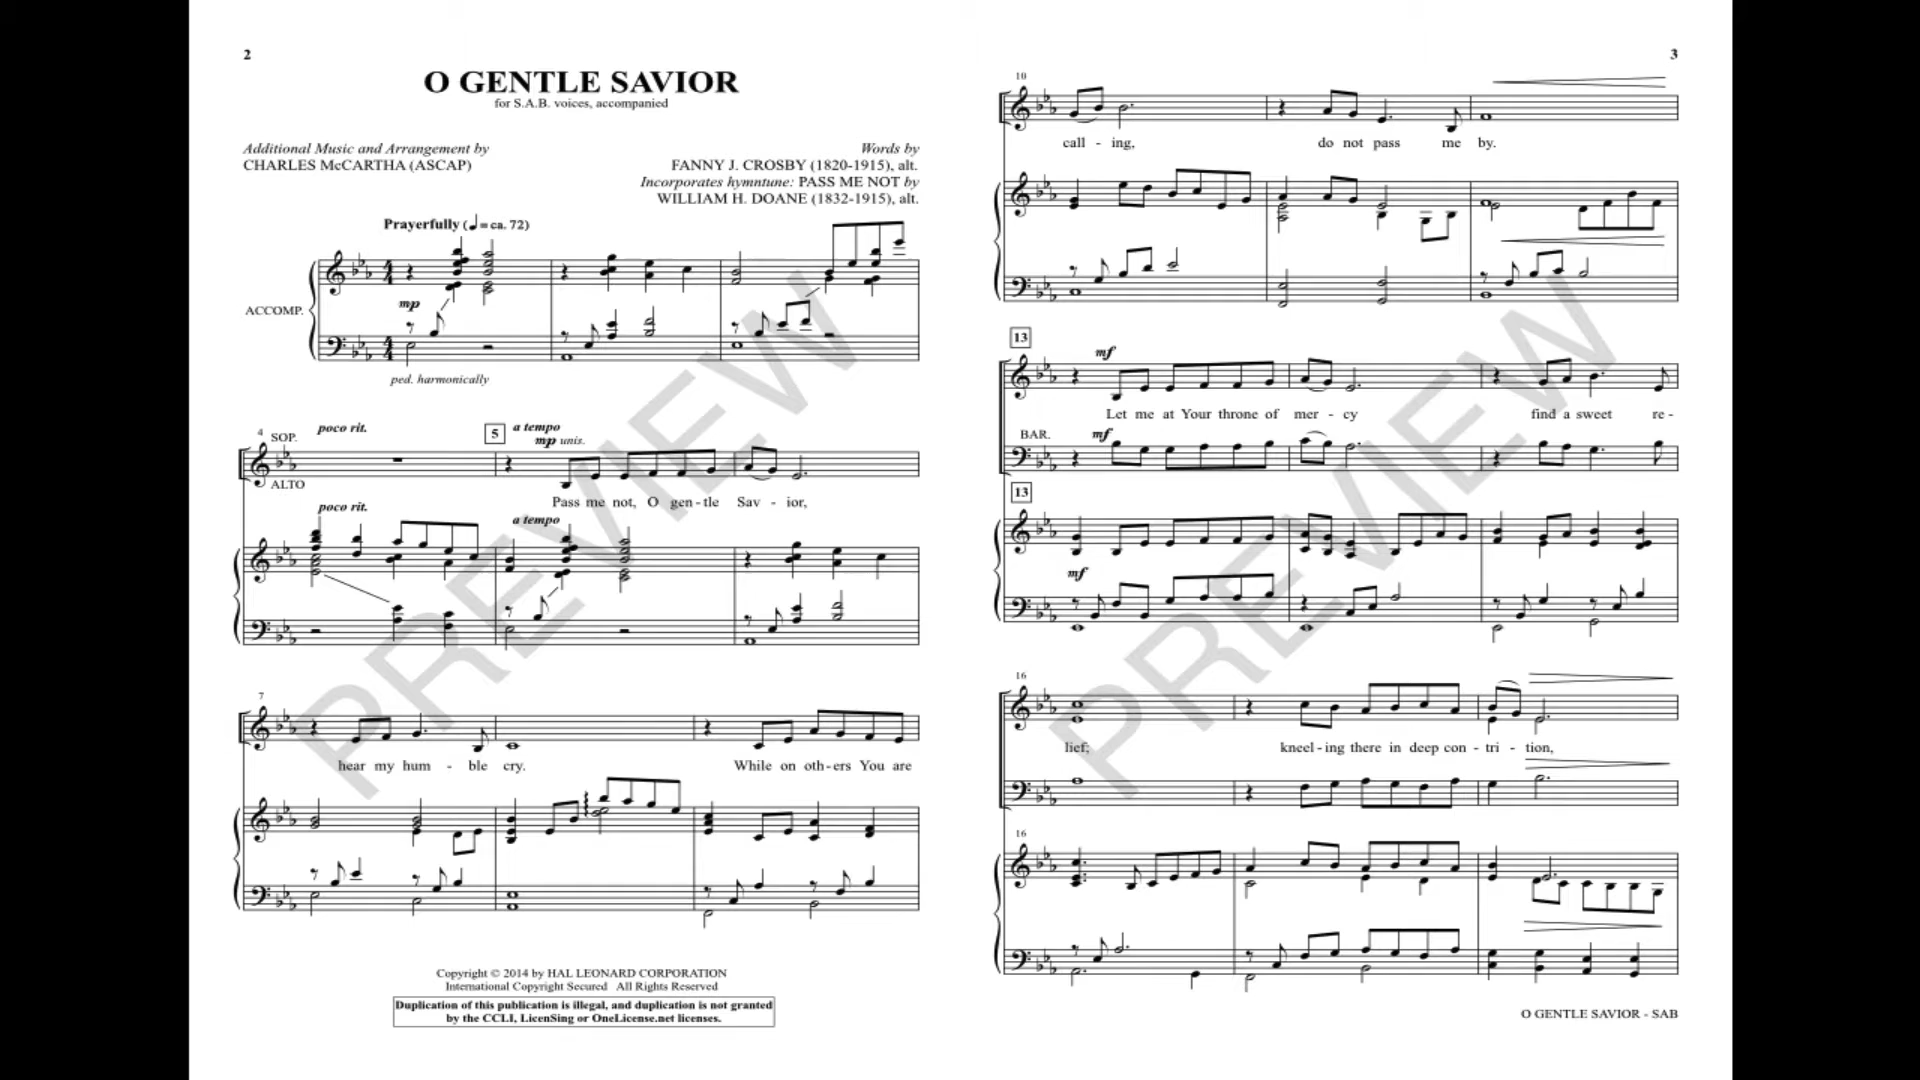 2
O GENTLE SAVIOR
for S.A.B. voices, accompanied
Additional Music and Arrangement by
CHARLES McCARTHA (ASCAP)
Words by
FANNY J. CROSBY (1820-1915), alt.
Incorporates hymntune: PASS ME NOT by
WILLIAM H. DOANE (1832-1915), alt.
Prayerfully (♩ = ca. 72)
ACCOMP.
mp
ped. harmonically
4
SOP.
ALTO
poco rit.
5
a tempo
mp unis.
Pass me not, O gen - tle Sav - ior,
poco rit.
a tempo
7
hear my hum - ble cry. While on oth - ers You are
PREVIEW
Copyright © 2014 by HAL LEONARD CORPORATION
International Copyright Secured All Rights Reserved
Duplication of this publication is illegal, and duplication is not granted
by the CCLI, LicenSing or OneLicense.net licenses.
3
10
call - ing, do not pass me by.
13
mf
Let me at Your throne of mer - cy find a sweet re -
BAR.
mf
13
mf
16
lief; kneel - ing there in deep con - tri - tion,
16
PREVIEW
O GENTLE SAVIOR - SAB